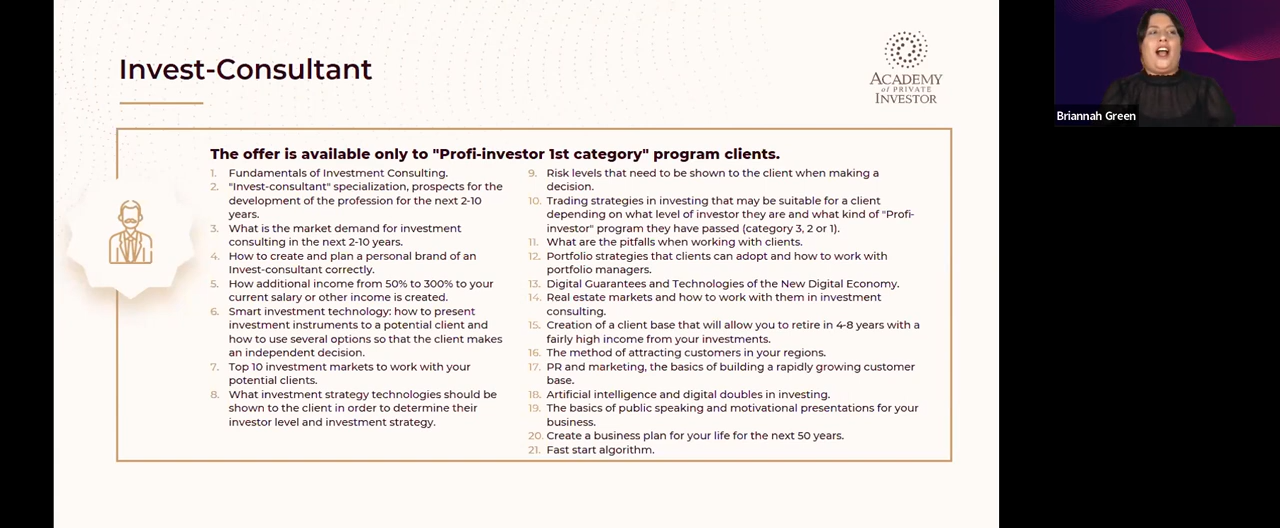 Invest-Consultant
ACADEMY
of PRIVATE
INVESTOR
Briannah Green
The offer is available only to "Profi-investor 1st category" program clients.
1. Fundamentals of Investment Consulting.
2. "Invest-consultant" specialization, prospects for the
development of the profession for the next 2-10
years.
3. What is the market demand for investment
consulting in the next 2-10 years.
4. How to create and plan a personal brand of an
Invest-consultant correctly.
5. How additional income from 50% to 300% to your
current salary or other income is created.
6. Smart investment technology: how to present
investment instruments to a potential client and
how to use several options so that the client makes
an independent decision.
7. Top 10 investment markets to work with your
potential clients.
8. What investment strategy technologies should be
shown to the client in order to determine their
investor level and investment strategy.
9. Risk levels that need to be shown to the client when making a
decision.
10. Trading strategies in investing that may be suitable for a client
depending on what level of investor they are and what kind of "Profi-
investor" program they have passed (category 3, 2 or 1).
11. What are the pitfalls when working with clients.
12. Portfolio strategies that clients can adopt and how to work with
portfolio managers.
13. Digital Guarantees and Technologies of the New Digital Economy.
14. Real estate markets and how to work with them in investment
consulting.
15. Creation of a client base that will allow you to retire in 4-8 years with a
fairly high income from your investments.
16. The method of attracting customers in your regions.
17. PR and marketing, the basics of building a rapidly growing customer
base.
18. Artificial intelligence and digital doubles in investing.
19. The basics of public speaking and motivational presentations for your
business.
20. Create a business plan for your life for the next 50 years.
21. Fast start algorithm.